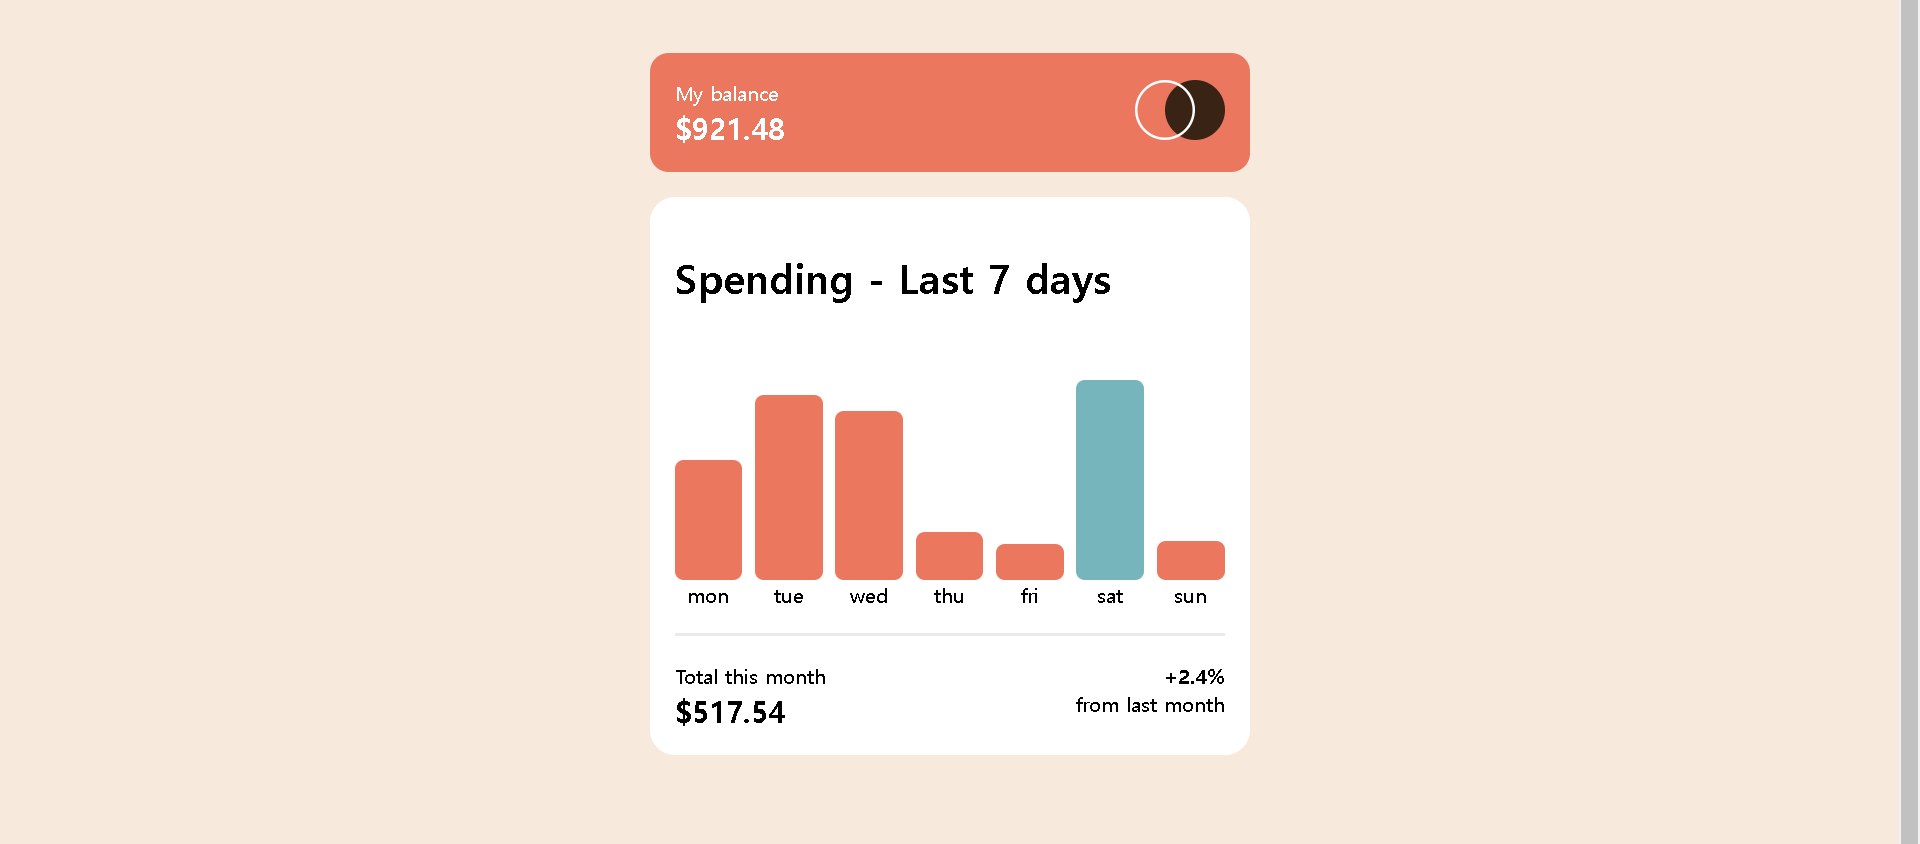 My balance
$921.48
Spending - Last 7 days
mon tue wed thu fri sat sun
Total this month
$517.54
+2.4%
from last month